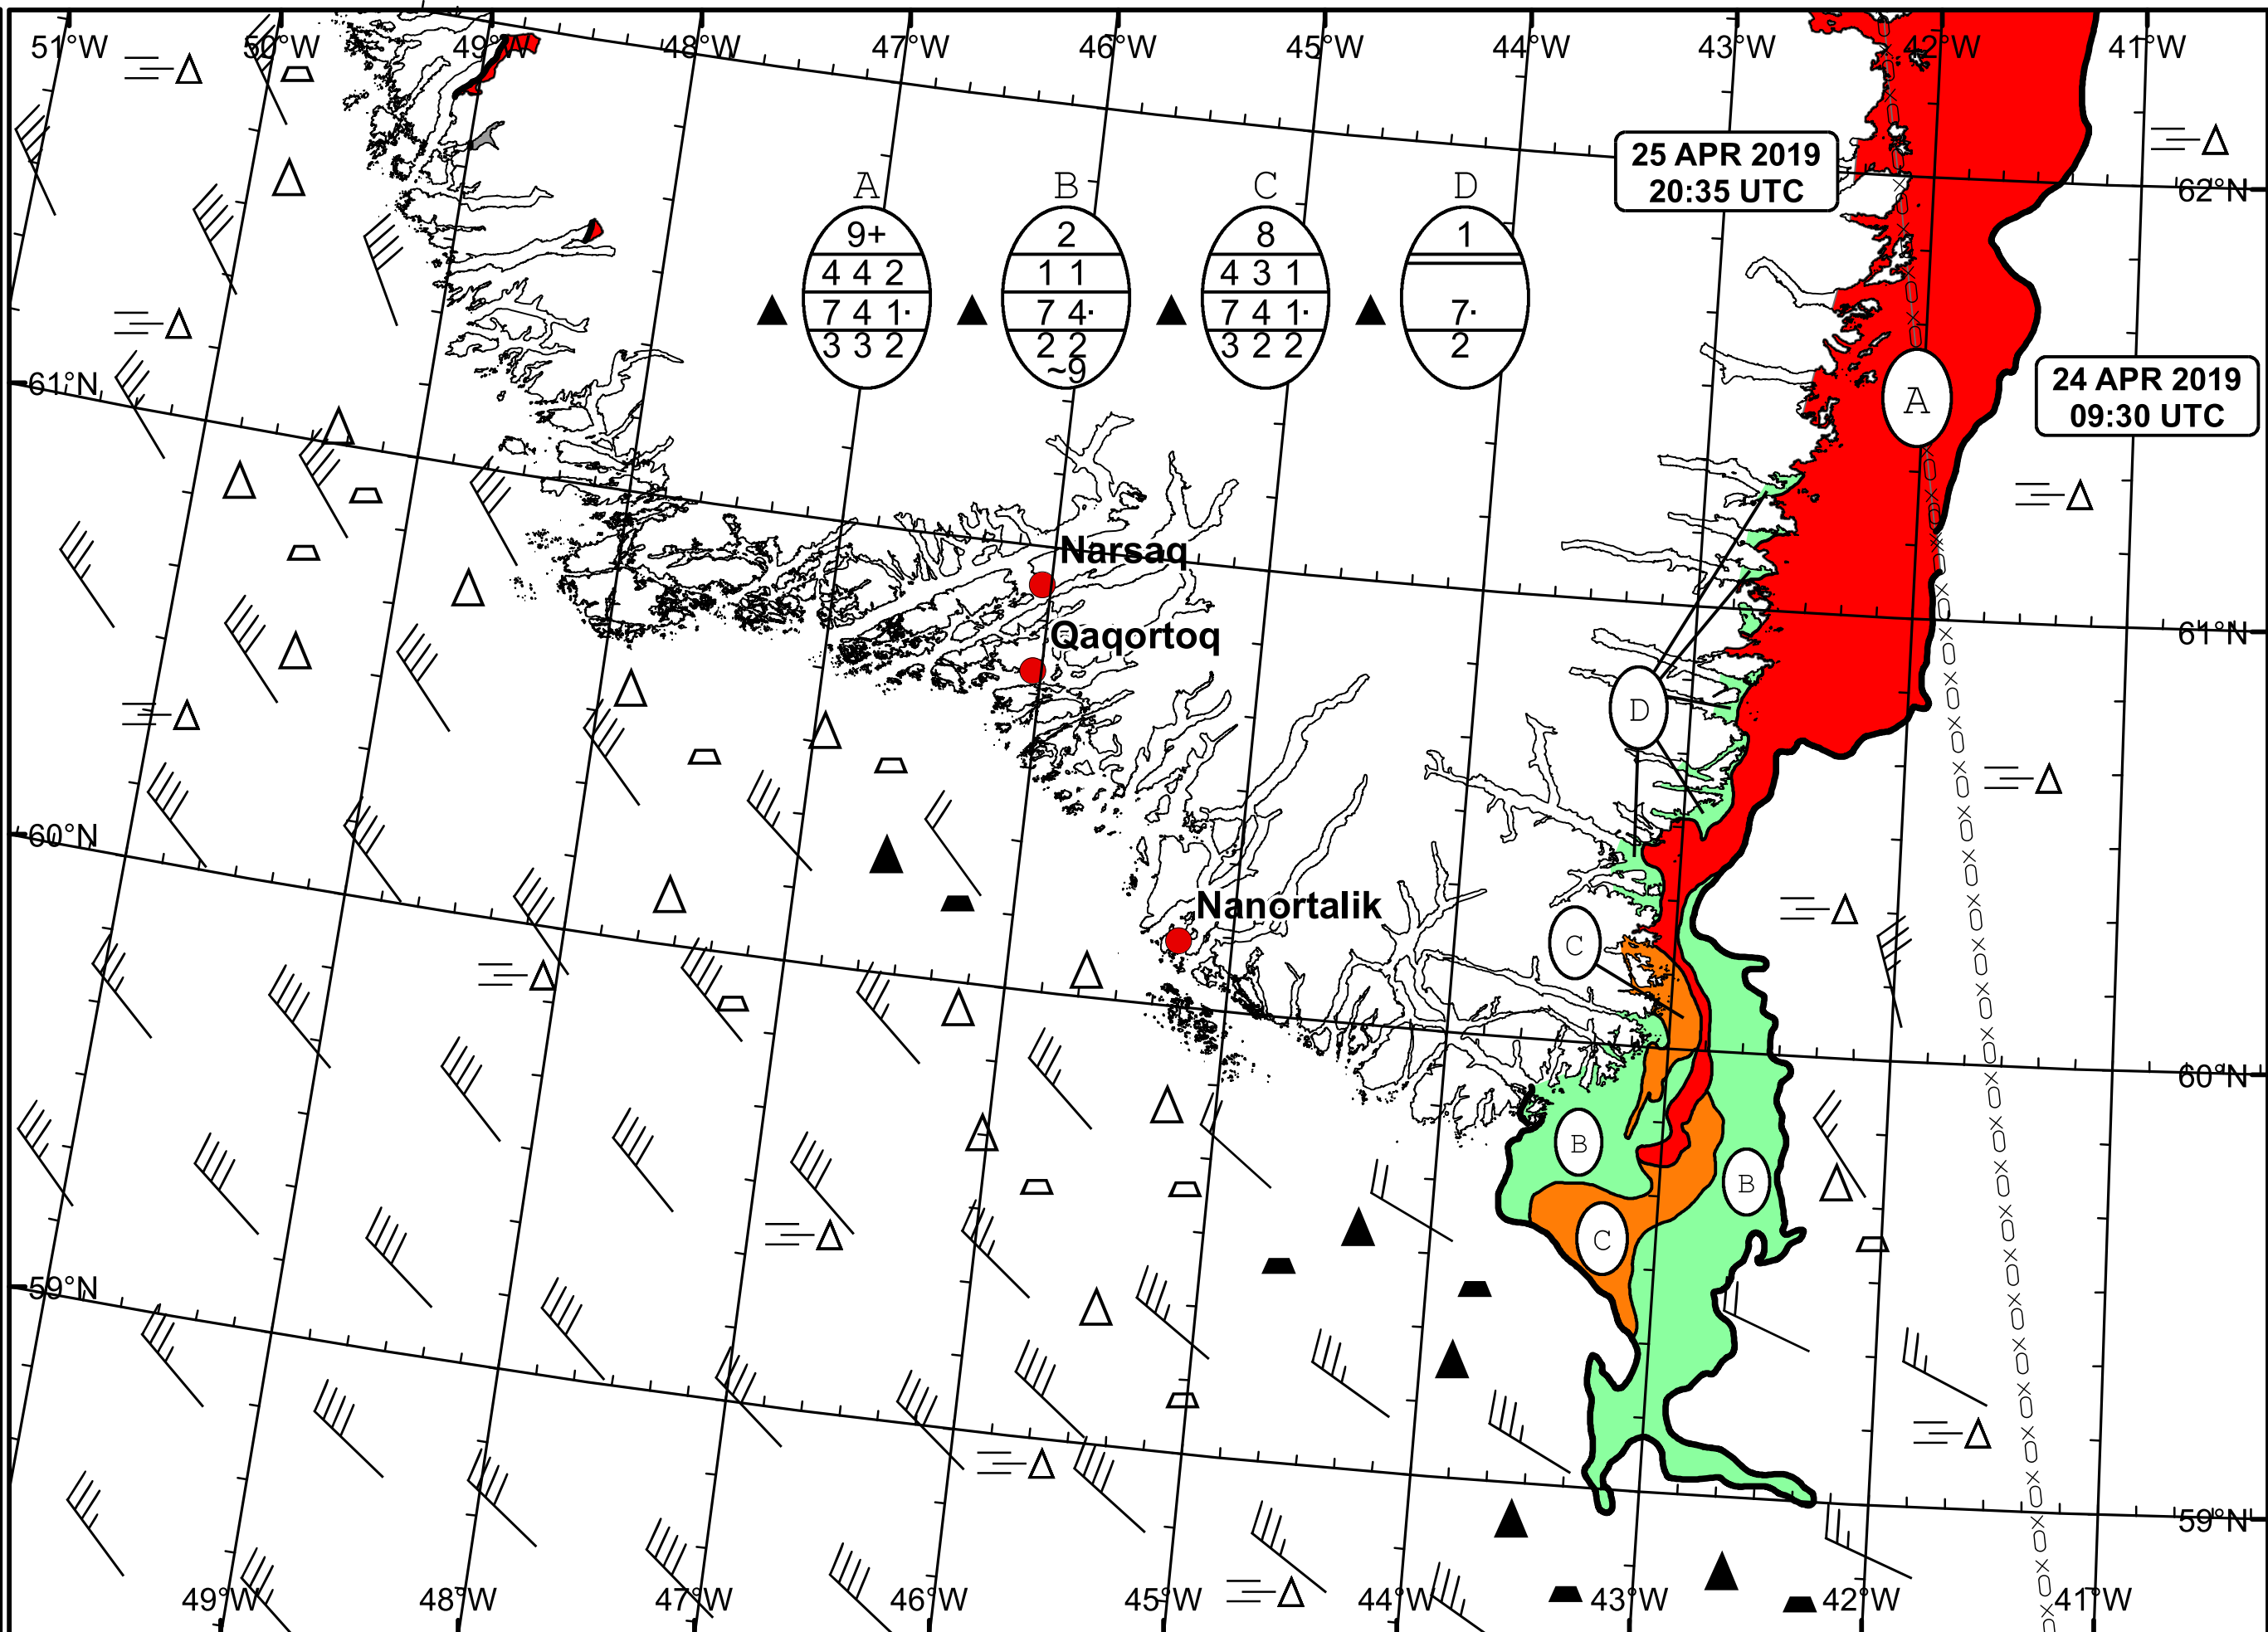 51°W 50°W 49°W 48°W 47°W 46°W 45°W 44°W 43°W 42°W 41°W
25 APR 2019
20:35 UTC
62°N
A B C D
9+ 2 8 1
4 4 2 1 1 4 3 1
7 4 1· 7 4· 7 4 1· 7·
3 3 2 2 2 3 2 2 2
~9
61°N
24 APR 2019
09:30 UTC
A
Narsaq
Qaqortoq
61°N
D
60°N
Nanortalik
C
60°N
B
B
C
59°N
59°N
49°W 48°W 47°W 46°W 45°W 44°W 43°W 42°W 41°W